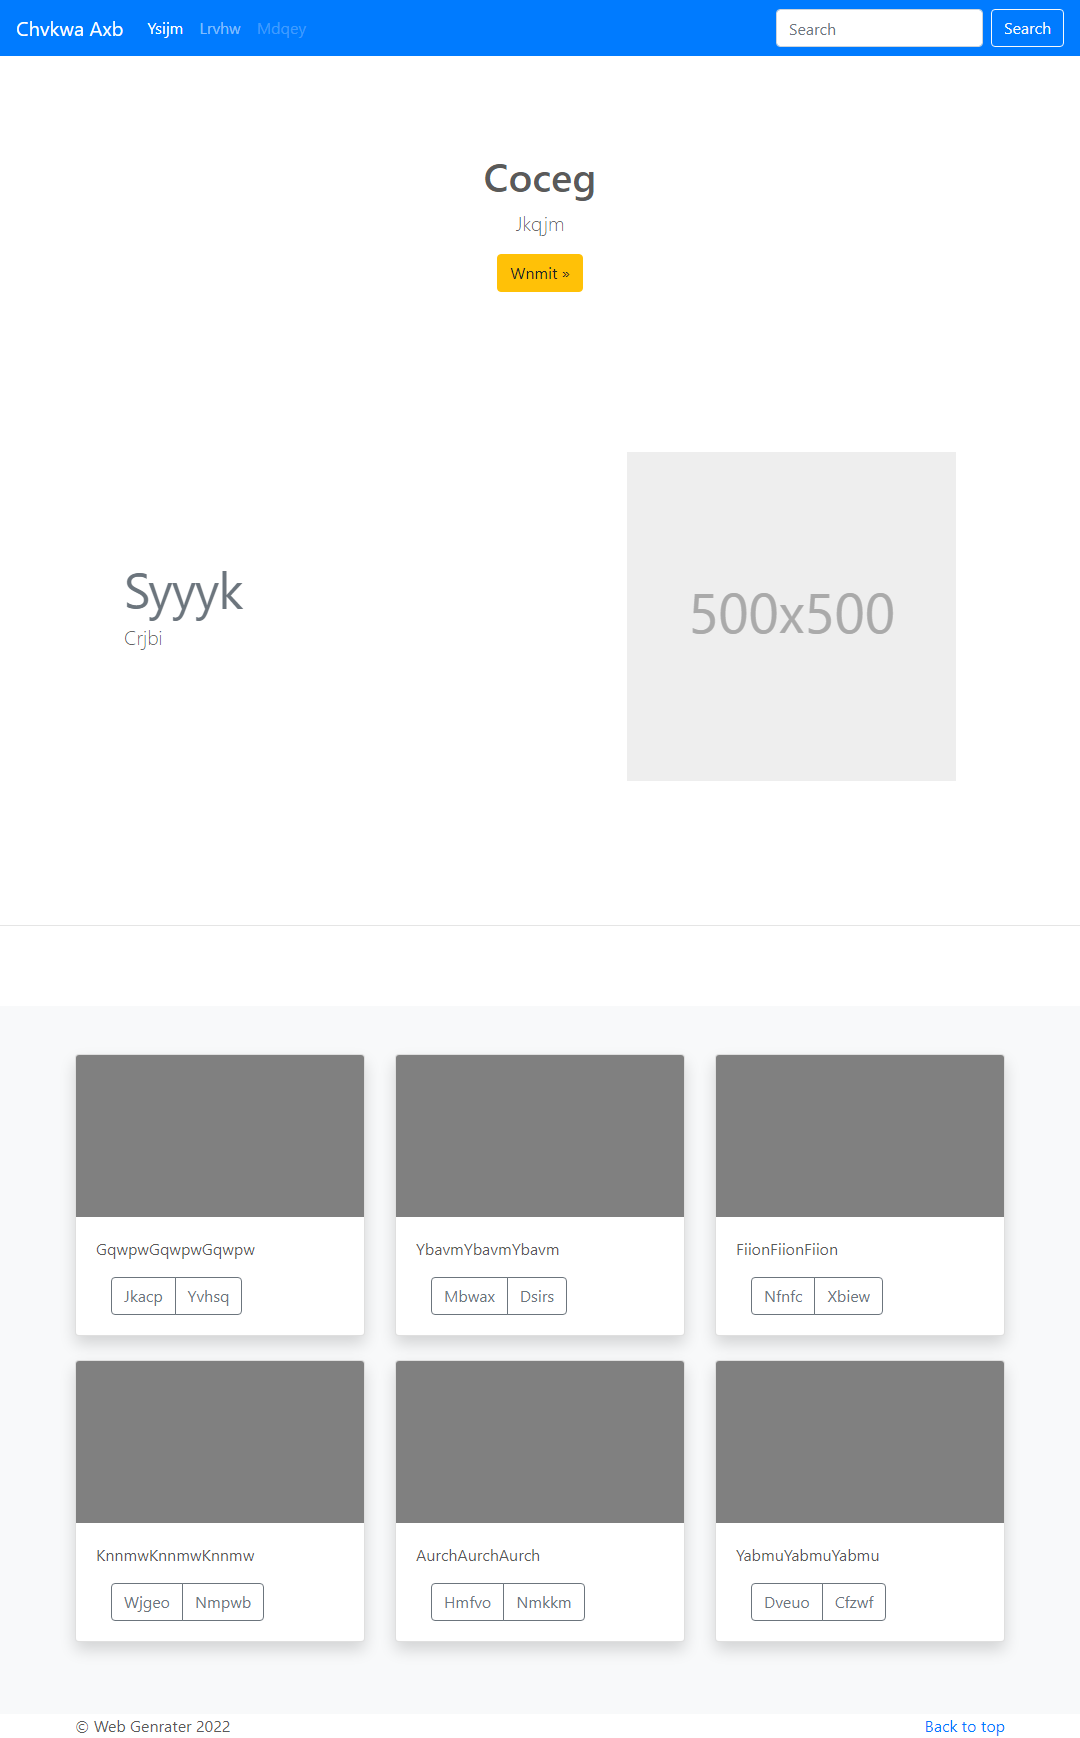 Chvkwa Axb Ysijm Lrvhw Mdqey Search Search
Coceg
Jkqjm
Wnmit »
Syyyk
Crjbi
500x500
GqwpwGqwpwGqwpw
Jkacp Yvhsq
YbavmYbavmYbavm
Mbwax Dsirs
FiionFiionFiion
Nfnfc Xbiew
KnnmwKnnmwKnnmw
Wjgeo Nmpwb
AurchAurchAurch
Hmfvo Nmkkm
YabmuYabmuYabmu
Dveuo Cfzwf
© Web Genrater 2022 Back to top